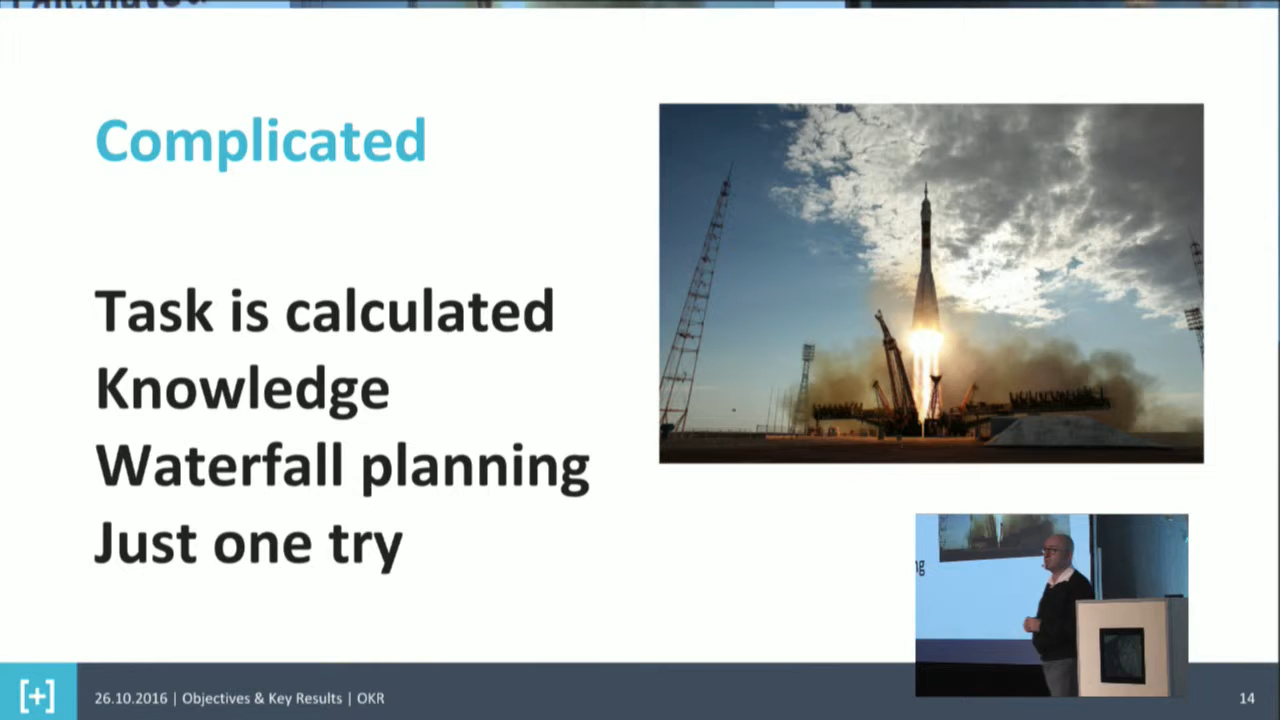 Complicated
Task is calculated
Knowledge
Waterfall planning
Just one try
[+]
26.10.2016 | Objectives & Key Results | OKR
14